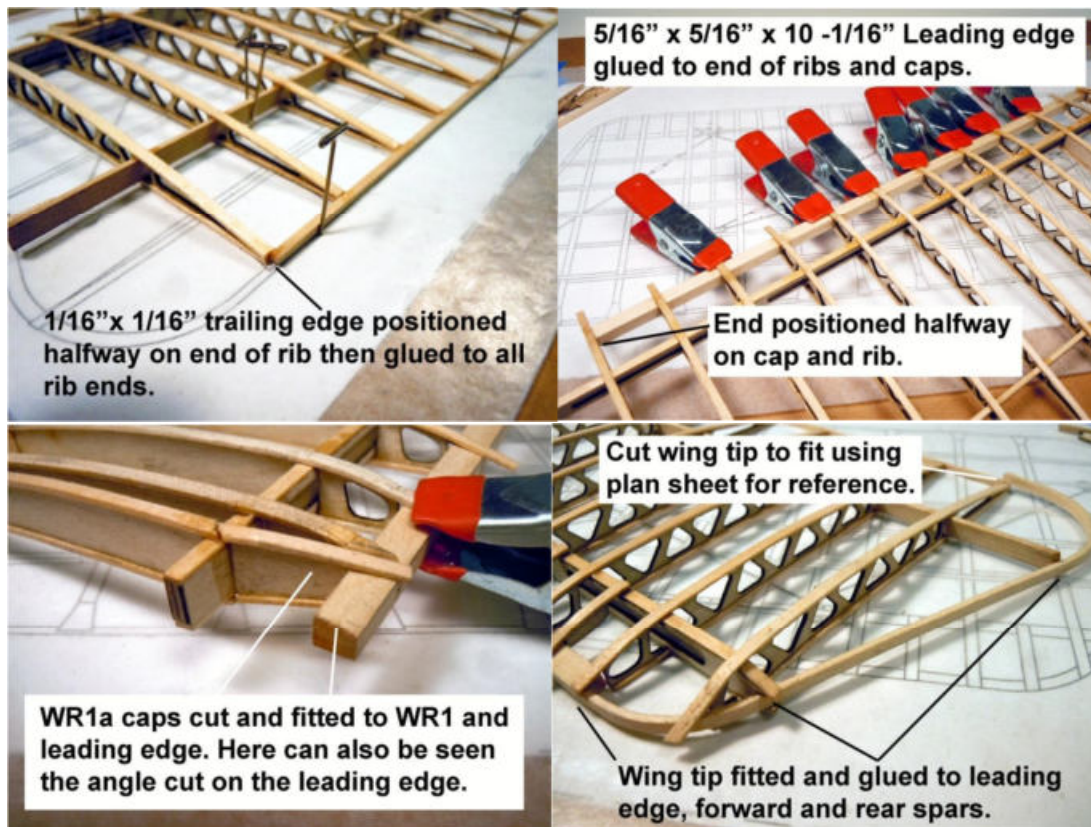 5/16” x 5/16” x 10 -1/16” Leading edge
glued to end of ribs and caps.
1/16”x 1/16” trailing edge positioned
halfway on end of rib then glued to all
rib ends.
End positioned halfway
on cap and rib.
Cut wing tip to fit using
plan sheet for reference.
WR1a caps cut and fitted to WR1 and
leading edge. Here can also be seen
the angle cut on the leading edge.
Wing tip fitted and glued to leading
edge, forward and rear spars.